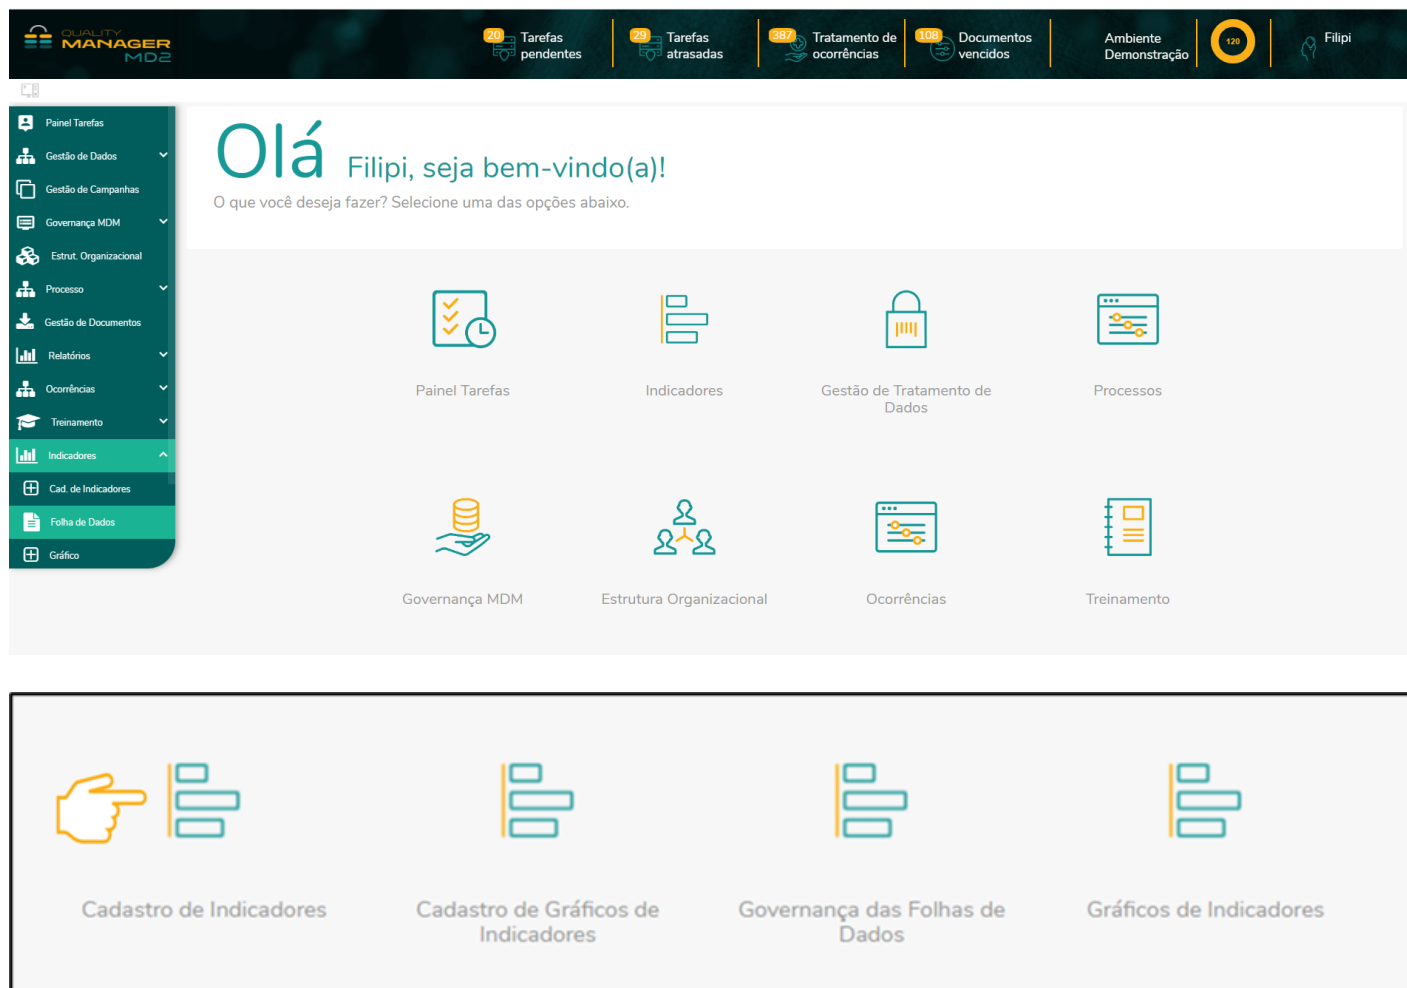 QUALITY
MANAGER
MD2
20
Tarefas
pendentes
29
Tarefas
atrasadas
387
Tratamento de
ocorrências
108
Documentos
vencidos
Ambiente
Demonstração
120
Filipi
Painel Tarefas
Gestão de Dados
Gestão de Campanhas
Governança MDM
Estrut. Organizacional
Processo
Gestão de Documentos
Relatórios
Ocorrências
Treinamento
Indicadores
Cad. de Indicadores
Folha de Dados
Gráfico
Olá Filipi, seja bem-vindo(a)!
O que você deseja fazer? Selecione uma das opções abaixo.
Painel Tarefas
Indicadores
Gestão de Tratamento de
Dados
Processos
Governança MDM
Estrutura Organizacional
Ocorrências
Treinamento
Cadastro de Indicadores
Cadastro de Gráficos de
Indicadores
Governança das Folhas de
Dados
Gráficos de Indicadores